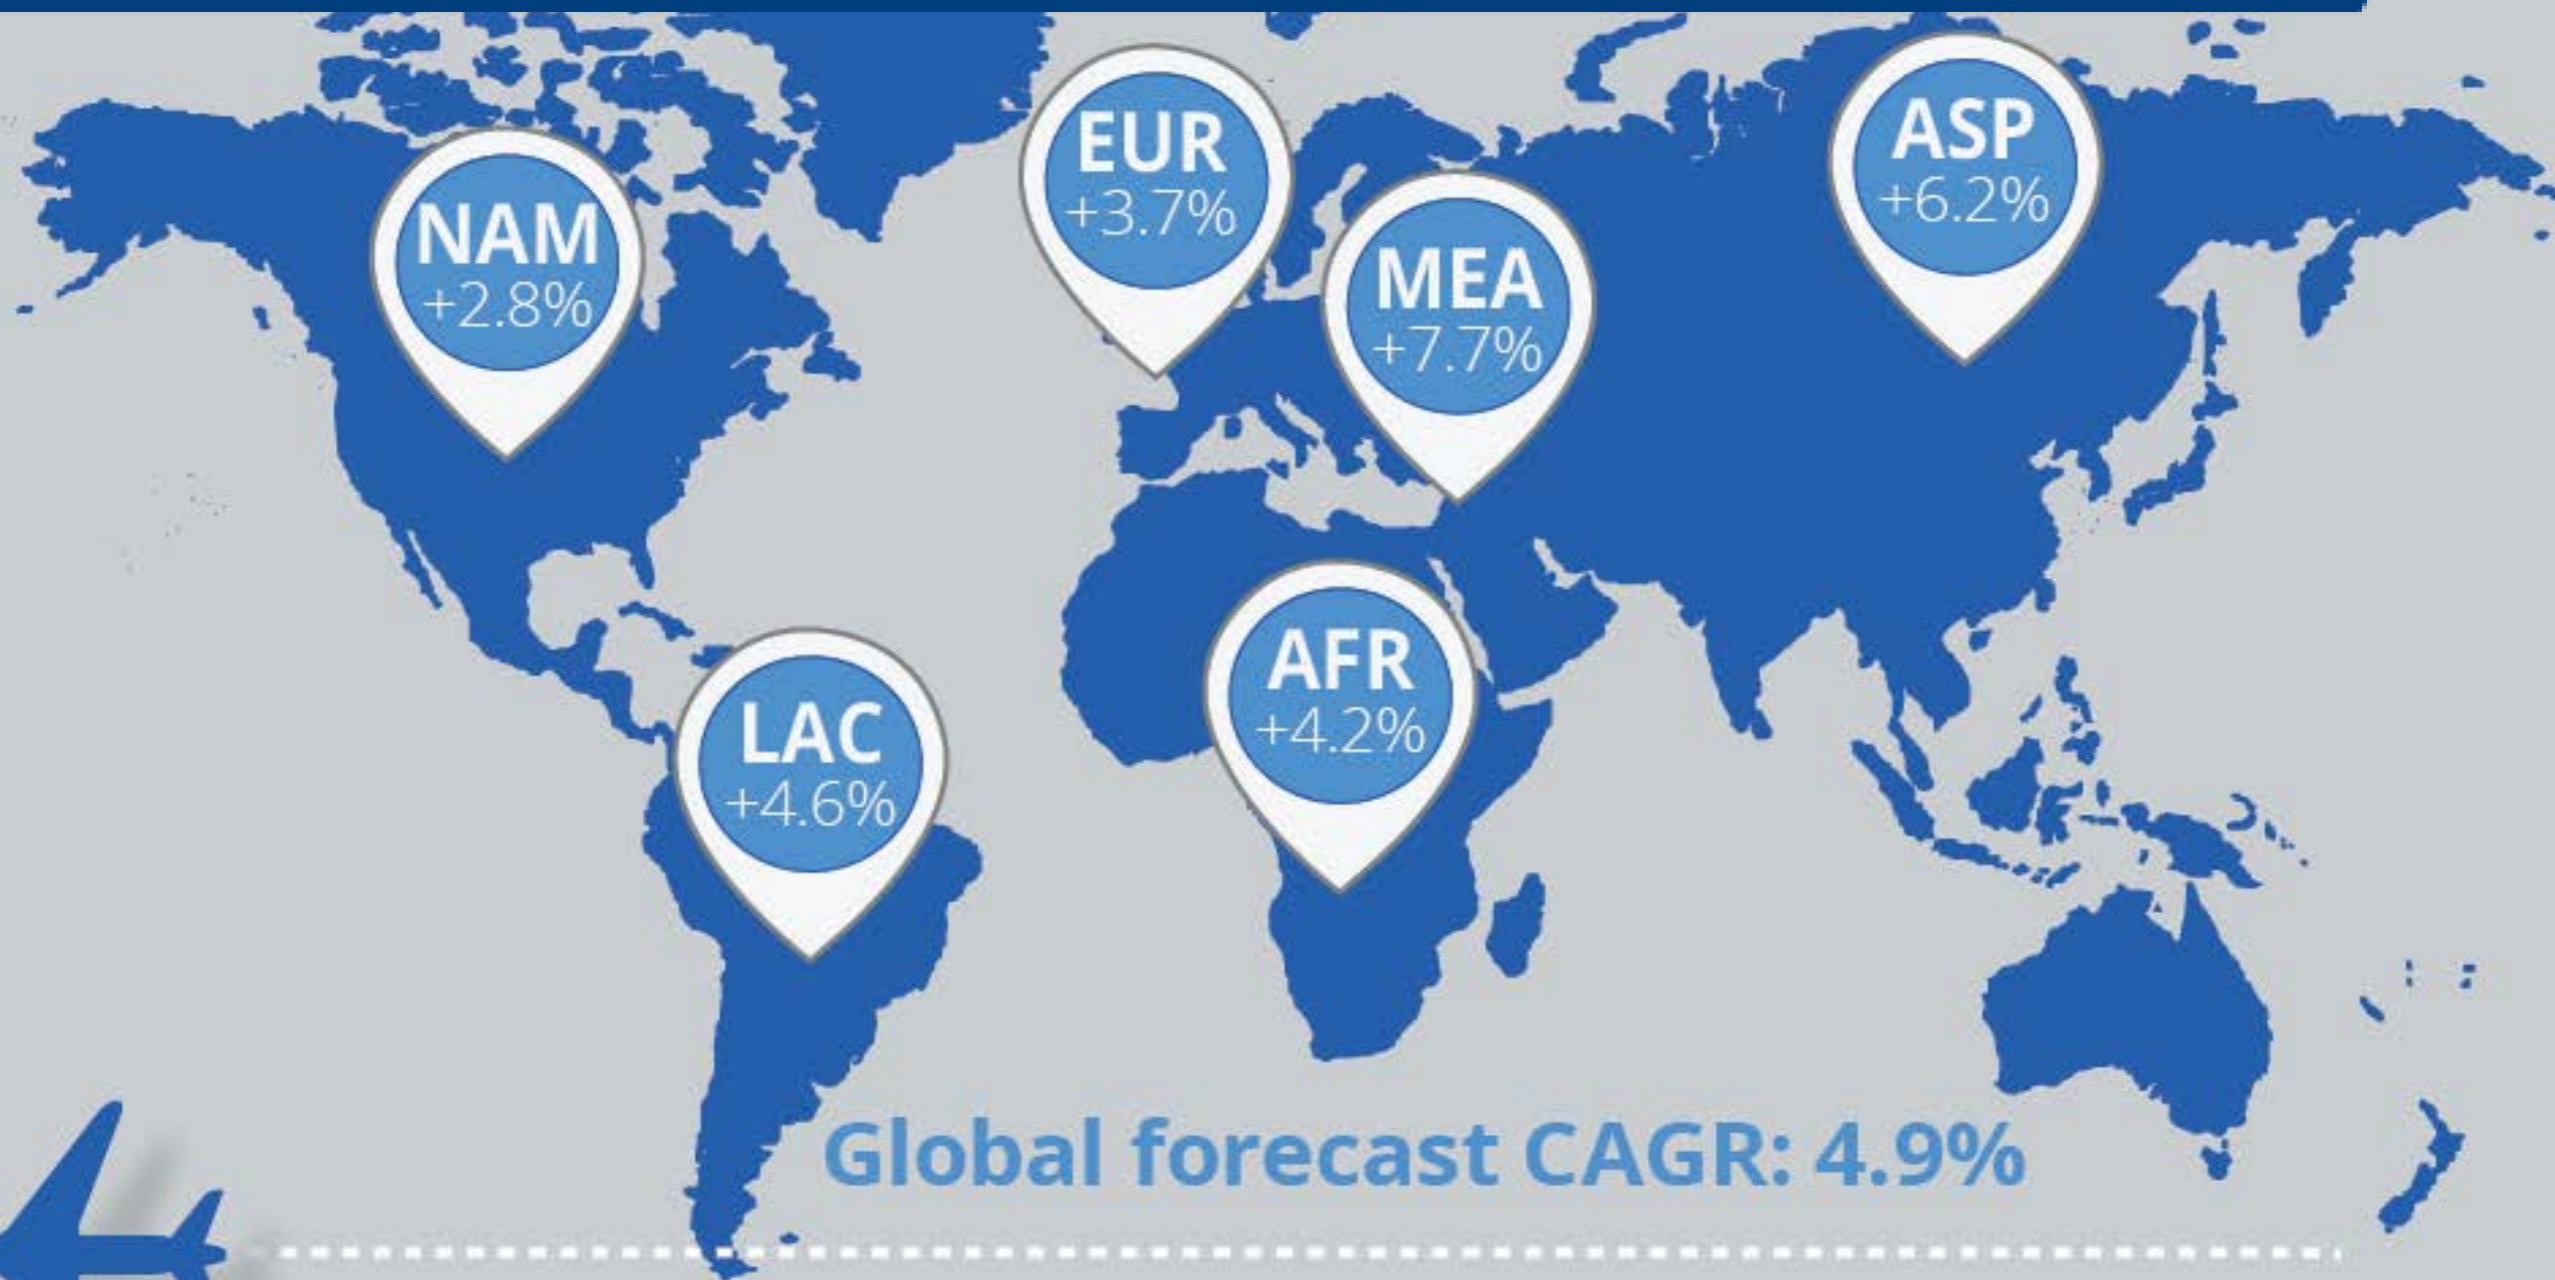 EUR
+3.7%
ASP
+6.2%
NAM
+2.8%
MEA
+7.7%
AFR
+4.2%
LAC
+4.6%
Global forecast CAGR: 4.9%